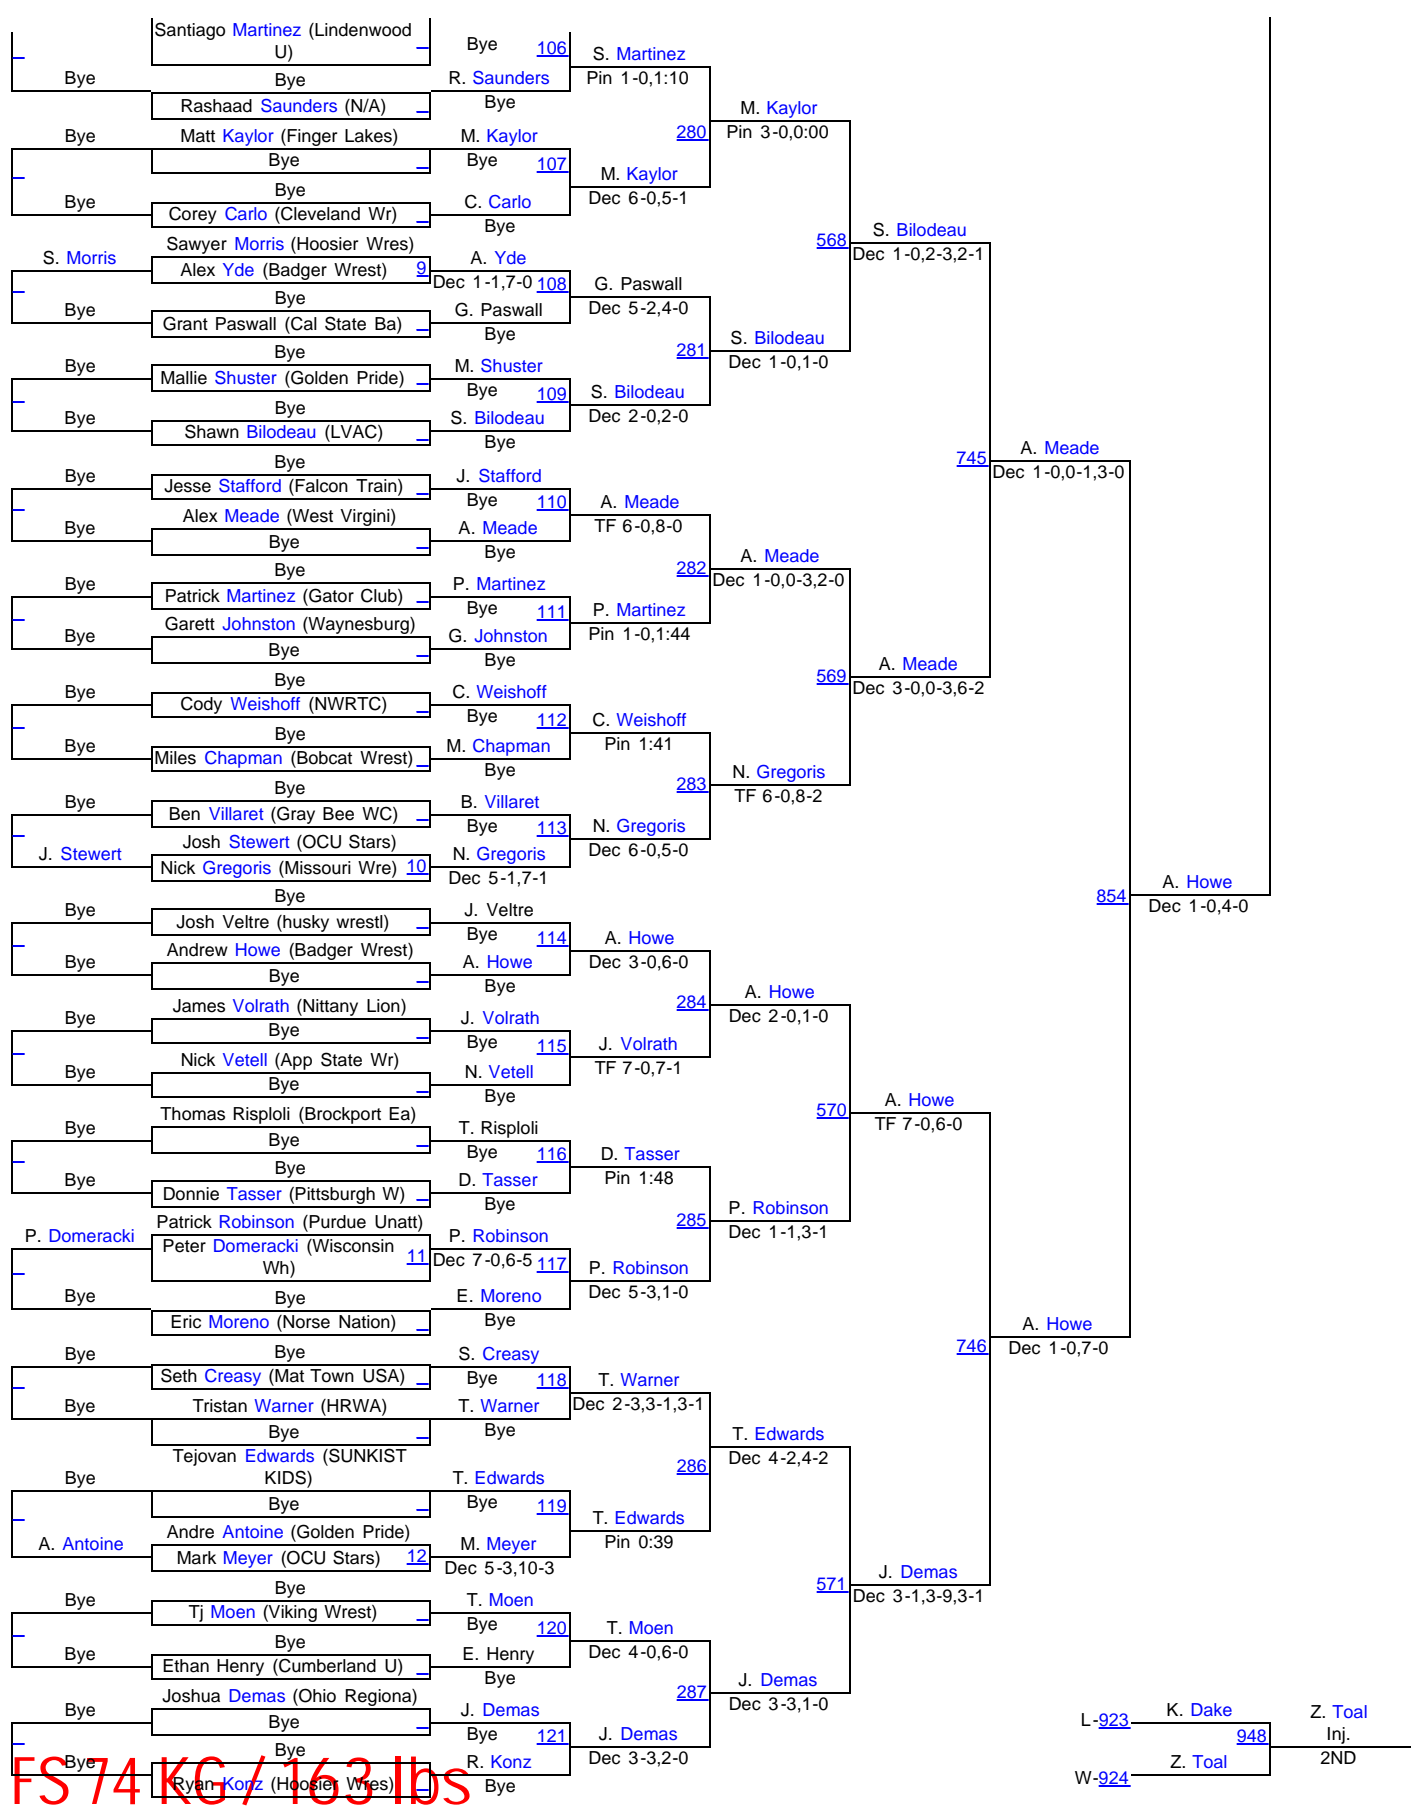 Santiago Martinez (Lindenwood
U)
Bye 106
S. Martinez
Bye
Bye
R. Saunders
Pin 1-0,1:10
Rashaad Saunders (N/A)
Bye
M. Kaylor
Bye
Matt Kaylor (Finger Lakes)
M. Kaylor
280
Pin 3-0,0:00
Bye
Bye 107
M. Kaylor
Bye
Bye
C. Carlo
Dec 6-0,5-1
Corey Carlo (Cleveland Wr)
Bye
568
S. Bilodeau
Sawyer Morris (Hoosier Wres)
Dec 1-0,2-3,2-1
S. Morris
Alex Yde (Badger Wrest) 9
A. Yde
Dec 1-1,7-0 108
G. Paswall
Bye
Bye
G. Paswall
Dec 5-2,4-0
Grant Paswall (Cal State Ba)
Bye
S. Bilodeau
Bye
Bye
M. Shuster
281
Dec 1-0,1-0
Mallie Shuster (Golden Pride)
Bye 109
S. Bilodeau
Bye
Bye
S. Bilodeau
Dec 2-0,2-0
Shawn Bilodeau (LVAC)
Bye
745
A. Meade
Dec 1-0,0-1,3-0
Bye
Bye
J. Stafford
Jesse Stafford (Falcon Train)
Bye 110
A. Meade
Bye
Alex Meade (West Virgini)
A. Meade
TF 6-0,8-0
Bye
Bye
282
A. Meade
Dec 1-0,0-3,2-0
Bye
Bye
P. Martinez
Patrick Martinez (Gator Club)
Bye 111
P. Martinez
Bye
Garett Johnston (Waynesburg)
G. Johnston
Pin 1-0,1:44
Bye
Bye
569
A. Meade
Dec 3-0,0-3,6-2
Bye
Bye
C. Weishoff
Cody Weishoff (NWRTC)
Bye 112
C. Weishoff
Bye
Bye
M. Chapman
Pin 1:41
Miles Chapman (Bobcat Wrest)
Bye
283
N. Gregoris
TF 6-0,8-2
Bye
Bye
B. Villaret
Ben Villaret (Gray Bee WC)
Bye 113
N. Gregoris
J. Stewert
Josh Stewert (OCU Stars)
N. Gregoris
Dec 6-0,5-0
Nick Gregoris (Missouri Wre) 10
Dec 5-1,7-1
854
A. Howe
Dec 1-0,4-0
Bye
Bye
J. Veltre
Josh Veltre (husky wrestl)
Bye 114
A. Howe
Bye
Andrew Howe (Badger Wrest)
A. Howe
Dec 3-0,6-0
Bye
Bye
284
A. Howe
Dec 2-0,1-0
Bye
James Volrath (Nittany Lion)
J. Volrath
Bye
Bye 115
J. Volrath
Bye
Nick Vetell (App State Wr)
N. Vetell
TF 7-0,7-1
Bye
Bye
570
A. Howe
TF 7-0,6-0
Bye
Thomas Risploli (Brockport Ea)
T. Risploli
Bye
Bye 116
D. Tasser
Bye
Bye
D. Tasser
Pin 1:48
Donnie Tasser (Pittsburgh W)
Bye
285
P. Robinson
Dec 1-1,3-1
P. Domeracki
Patrick Robinson (Purdue Unatt)
P. Robinson
Peter Domeracki (Wisconsin
Wh)
11
Dec 7-0,6-5 117
P. Robinson
Bye
Bye
E. Moreno
Dec 5-3,1-0
Eric Moreno (Norse Nation)
Bye
746
A. Howe
Dec 1-0,7-0
Bye
Bye
S. Creasy
Seth Creasy (Mat Town USA)
Bye 118
T. Warner
Bye
Tristan Warner (HRWA)
T. Warner
Dec 2-3,3-1,3-1
Bye
Bye
286
T. Edwards
Dec 4-2,4-2
Bye
Tejovan Edwards (SUNKIST
KIDS)
T. Edwards
Bye
Bye 119
T. Edwards
A. Antoine
Andre Antoine (Golden Pride)
M. Meyer
Pin 0:39
Mark Meyer (OCU Stars) 12
Dec 5-3,10-3
571
J. Demas
Dec 3-1,3-9,3-1
Bye
Bye
T. Moen
Tj Moen (Viking Wrest)
Bye 120
T. Moen
Bye
Bye
E. Henry
Dec 4-0,6-0
Ethan Henry (Cumberland U)
Bye
287
J. Demas
Dec 3-3,1-0
Bye
Joshua Demas (Ohio Regiona)
J. Demas
Bye
Bye 121
J. Demas
Bye
Bye
R. Konz
Dec 3-3,2-0
Ryan Konz (Hoosier Wres)
Bye
L-923
K. Dake
948
Z. Toal
Inj.
W-924
Z. Toal
2ND
FS 74 KG / 163 lbs